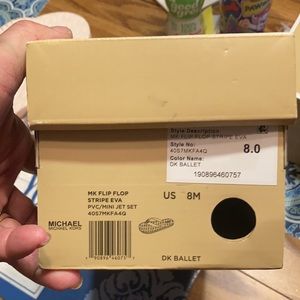 Style Description
MK FLIP FLOP STRIPE EVA
Style No:
40S7MKFA4Q
8.0
Color Name:
DK BALLET
190896460757
MK FLIP FLOP
STRIPE EVA
PVC/MINI JET SET
40S7MKFA4Q
US 8M
MICHAEL
MICHAEL KORS
DK BALLET